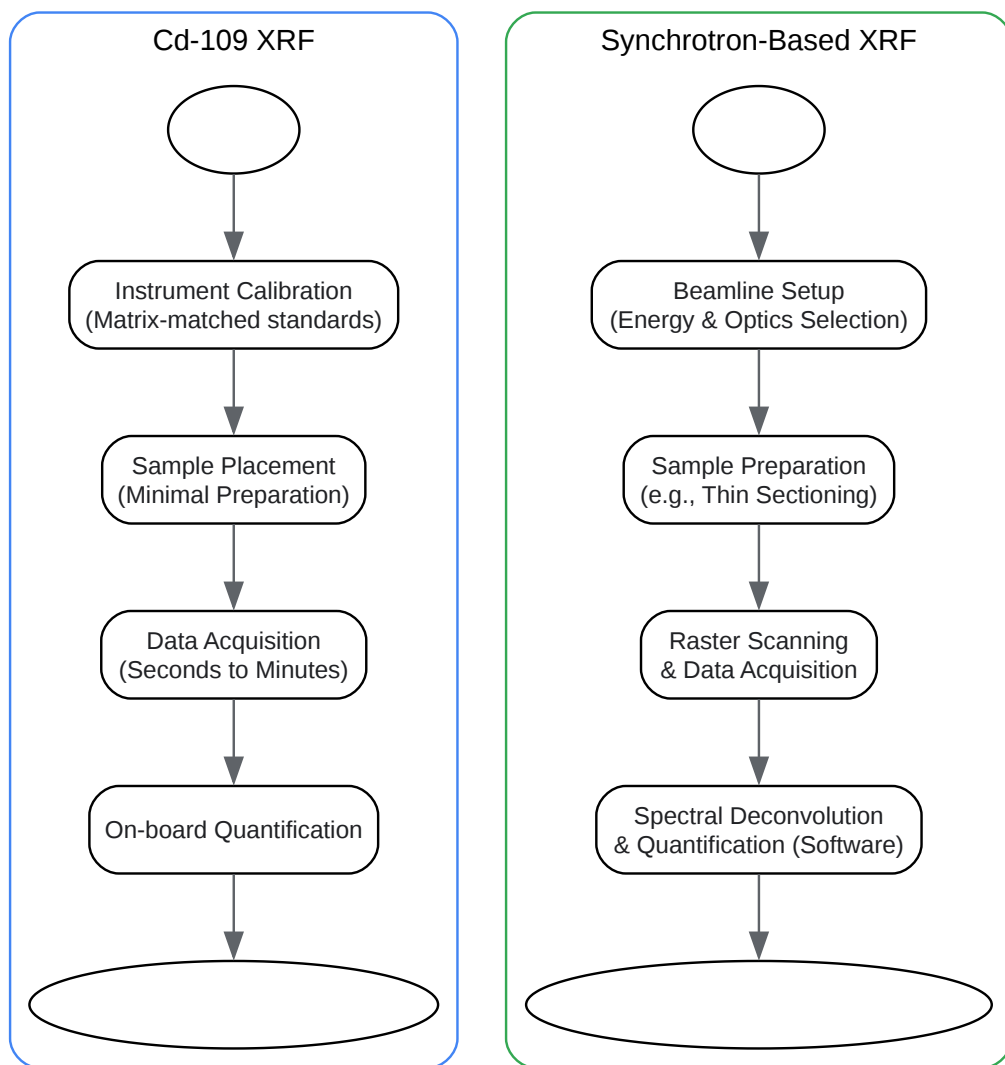 Cd-109 XRF
Instrument Calibration
(Matrix-matched standards)
Sample Placement
(Minimal Preparation)
Data Acquisition
(Seconds to Minutes)
On-board Quantification
Synchrotron-Based XRF
Beamline Setup
(Energy & Optics Selection)
Sample Preparation
(e.g., Thin Sectioning)
Raster Scanning
& Data Acquisition
Spectral Deconvolution
& Quantification (Software)